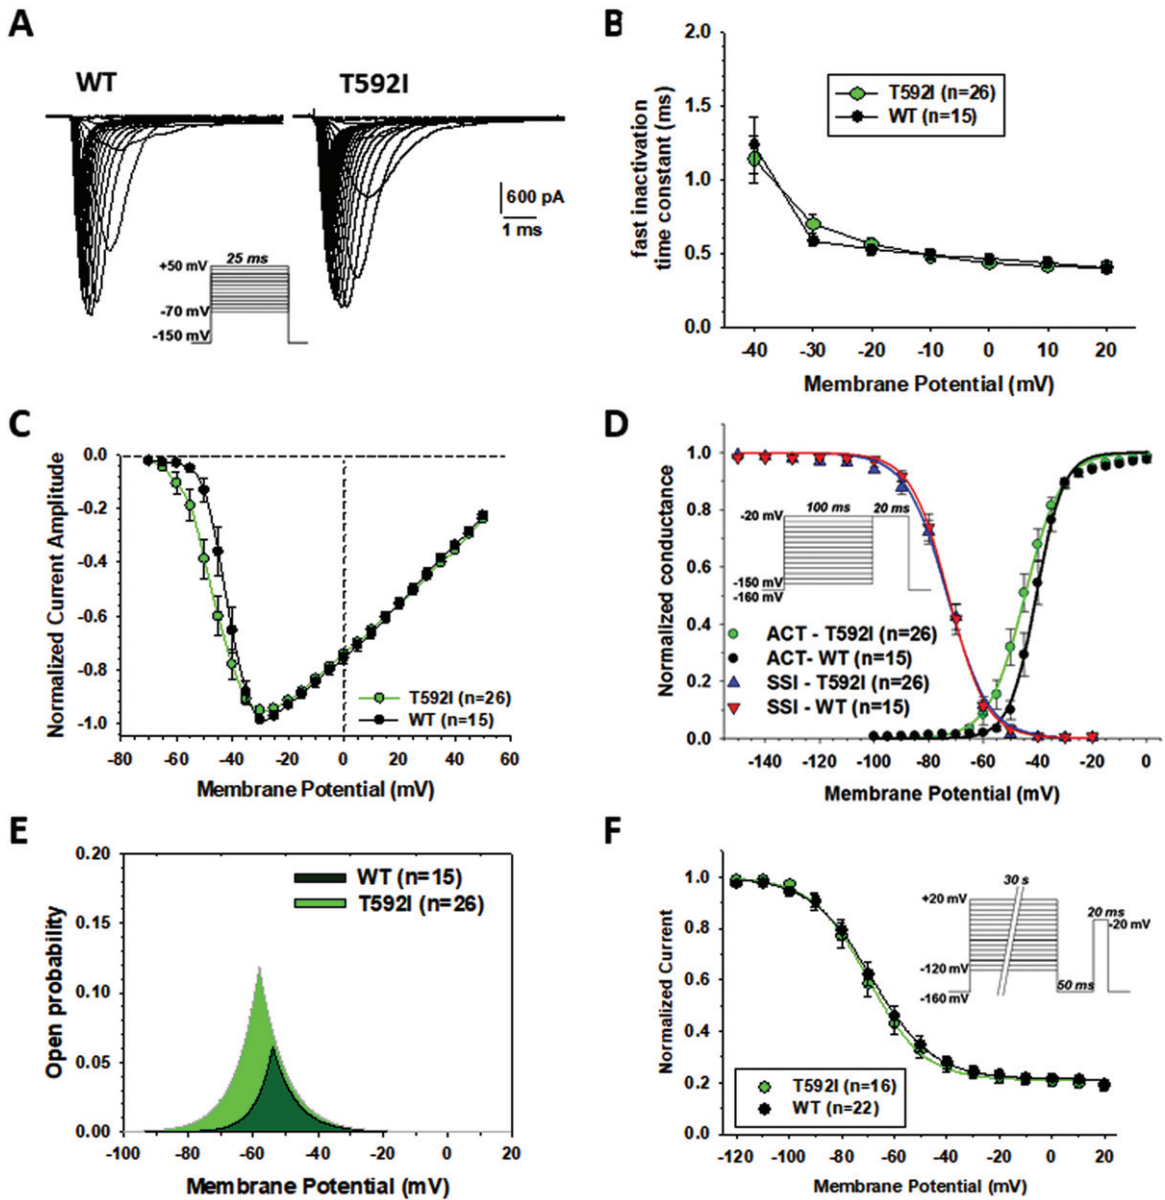 A
WT
T592I
600 pA
1 ms
25 ms
+50 mV
-70 mV
-150 mV
B
fast inactivation
time constant (ms)
2.0
1.5
1.0
0.5
0.0
T592I (n=26)
WT (n=15)
-40 -30 -20 -10 0 10 20
Membrane Potential (mV)
C
Normalized Current Amplitude
0.0
-0.2
-0.4
-0.6
-0.8
-1.0
T592I (n=26)
WT (n=15)
-80 -60 -40 -20 0 20 40 60
Membrane Potential (mV)
D
Normalized conductance
1.0
0.8
0.6
0.4
0.2
0.0
100 ms 20 ms
-20 mV
-150 mV
-160 mV
ACT - T592I (n=26)
ACT- WT (n=15)
SSI - T592I (n=26)
SSI - WT (n=15)
-140 -120 -100 -80 -60 -40 -20 0
Membrane Potential (mV)
E
Open probability
0.20
0.15
0.10
0.05
0.00
WT (n=15)
T592I (n=26)
-100 -80 -60 -40 -20 0 20
Membrane Potential (mV)
F
Normalized Current
1.0
0.8
0.6
0.4
0.2
0.0
30 s
+20 mV
20 ms
-20 mV
-120 mV
50 ms
-160 mV
T592I (n=16)
WT (n=22)
-120 -100 -80 -60 -40 -20 0 20
Membrane Potential (mV)